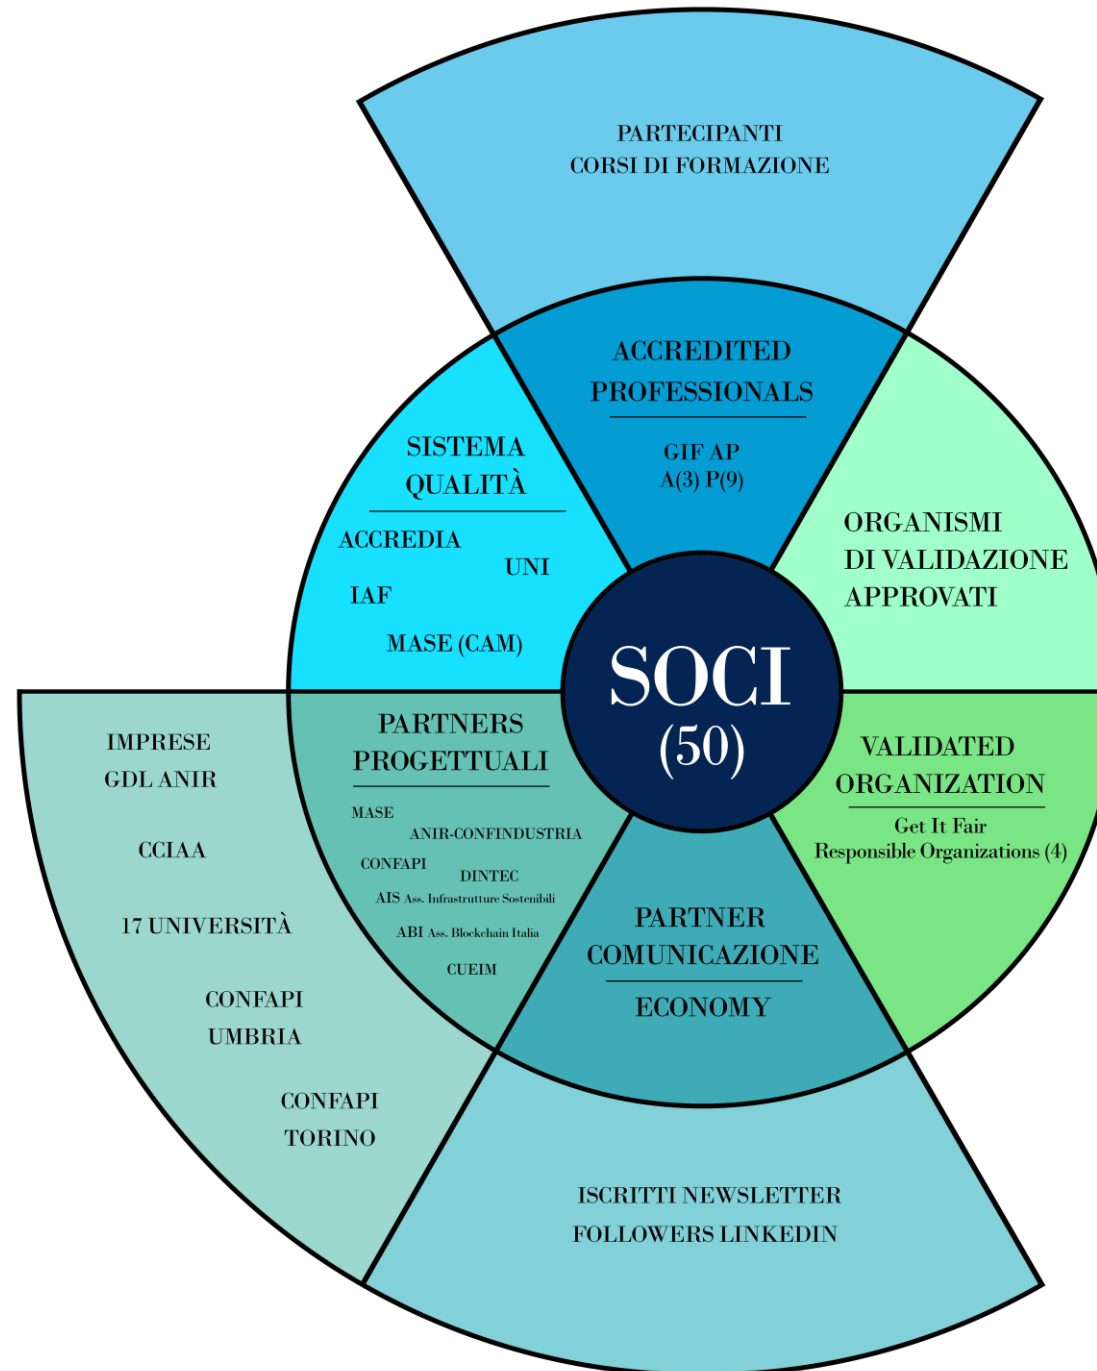 PARTECIPANTI
CORSI DI FORMAZIONE
ACCREDITED
PROFESSIONALS
GIF AP
A(3) P(9)
SISTEMA
QUALITÀ
ACCREDIA
UNI
IAF
MASE (CAM)
ORGANISMI
DI VALIDAZIONE
APPROVATI
SOCI
(50)
PARTNERS
PROGETTUALI
MASE
ANIR-CONFINDUSTRIA
CONFAPI
DINTEC
AIS Ass. Infrastrutture Sostenibili
ABI Ass. Blockchain Italia
CUEIM
VALIDATED
ORGANIZATION
Get It Fair
Responsible Organizations (4)
IMPRESE
GDL ANIR
CCIAA
17 UNIVERSITÀ
CONFAPI
UMBRIA
CONFAPI
TORINO
PARTNER
COMUNICAZIONE
ECONOMY
ISCRITTI NEWSLETTER
FOLLOWERS LINKEDIN